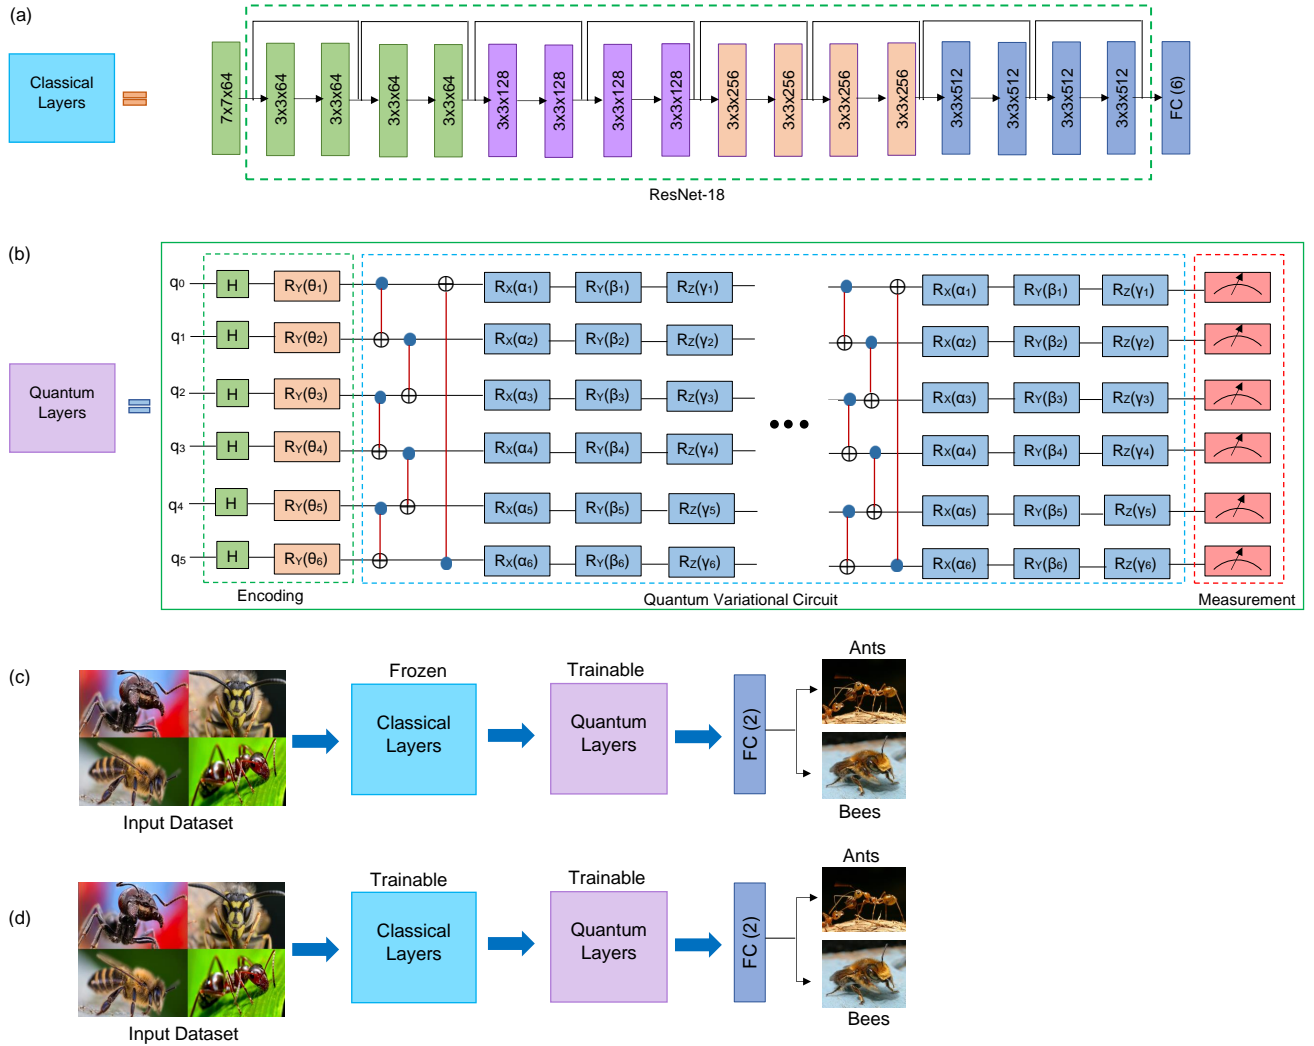 (a)
Classical
Layers
7x7x64
3x3x64
3x3x64
3x3x64
3x3x64
3x3x128
3x3x128
3x3x128
3x3x128
3x3x256
3x3x256
3x3x256
3x3x256
3x3x512
3x3x512
3x3x512
3x3x512
FC (6)
ResNet-18
(b)
Quantum
Layers
q0 H RY(θ1) RX(α1) RY(β1) RZ(γ1) RX(α1) RY(β1) RZ(γ1)
q1 H RY(θ2) RX(α2) RY(β2) RZ(γ2) RX(α2) RY(β2) RZ(γ2)
q2 H RY(θ3) RX(α3) RY(β3) RZ(γ3) RX(α3) RY(β3) RZ(γ3)
q3 H RY(θ4) RX(α4) RY(β4) RZ(γ4) RX(α4) RY(β4) RZ(γ4)
q4 H RY(θ5) RX(α5) RY(β5) RZ(γ5) RX(α5) RY(β5) RZ(γ5)
q5 H RY(θ6) RX(α6) RY(β6) RZ(γ6) RX(α6) RY(β6) RZ(γ6)
Encoding Quantum Variational Circuit Measurement
(c)
Input Dataset
Frozen
Classical
Layers
Trainable
Quantum
Layers
FC (2)
Ants
Bees
(d)
Input Dataset
Trainable
Classical
Layers
Trainable
Quantum
Layers
FC (2)
Ants
Bees